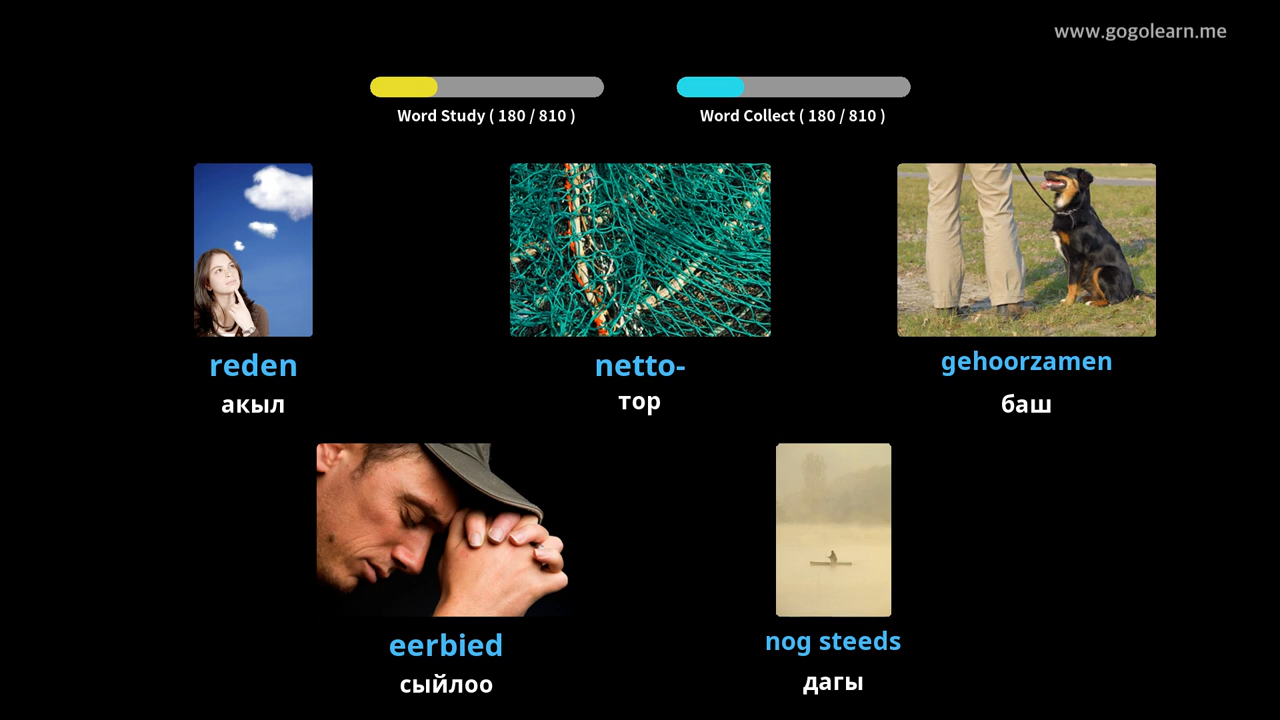 www.gogolearn.me
Word Study ( 180 / 810 )
Word Collect ( 180 / 810 )
reden
акыл
netto-
тор
gehoorzamen
баш
eerbied
сыйлоо
nog steeds
дагы